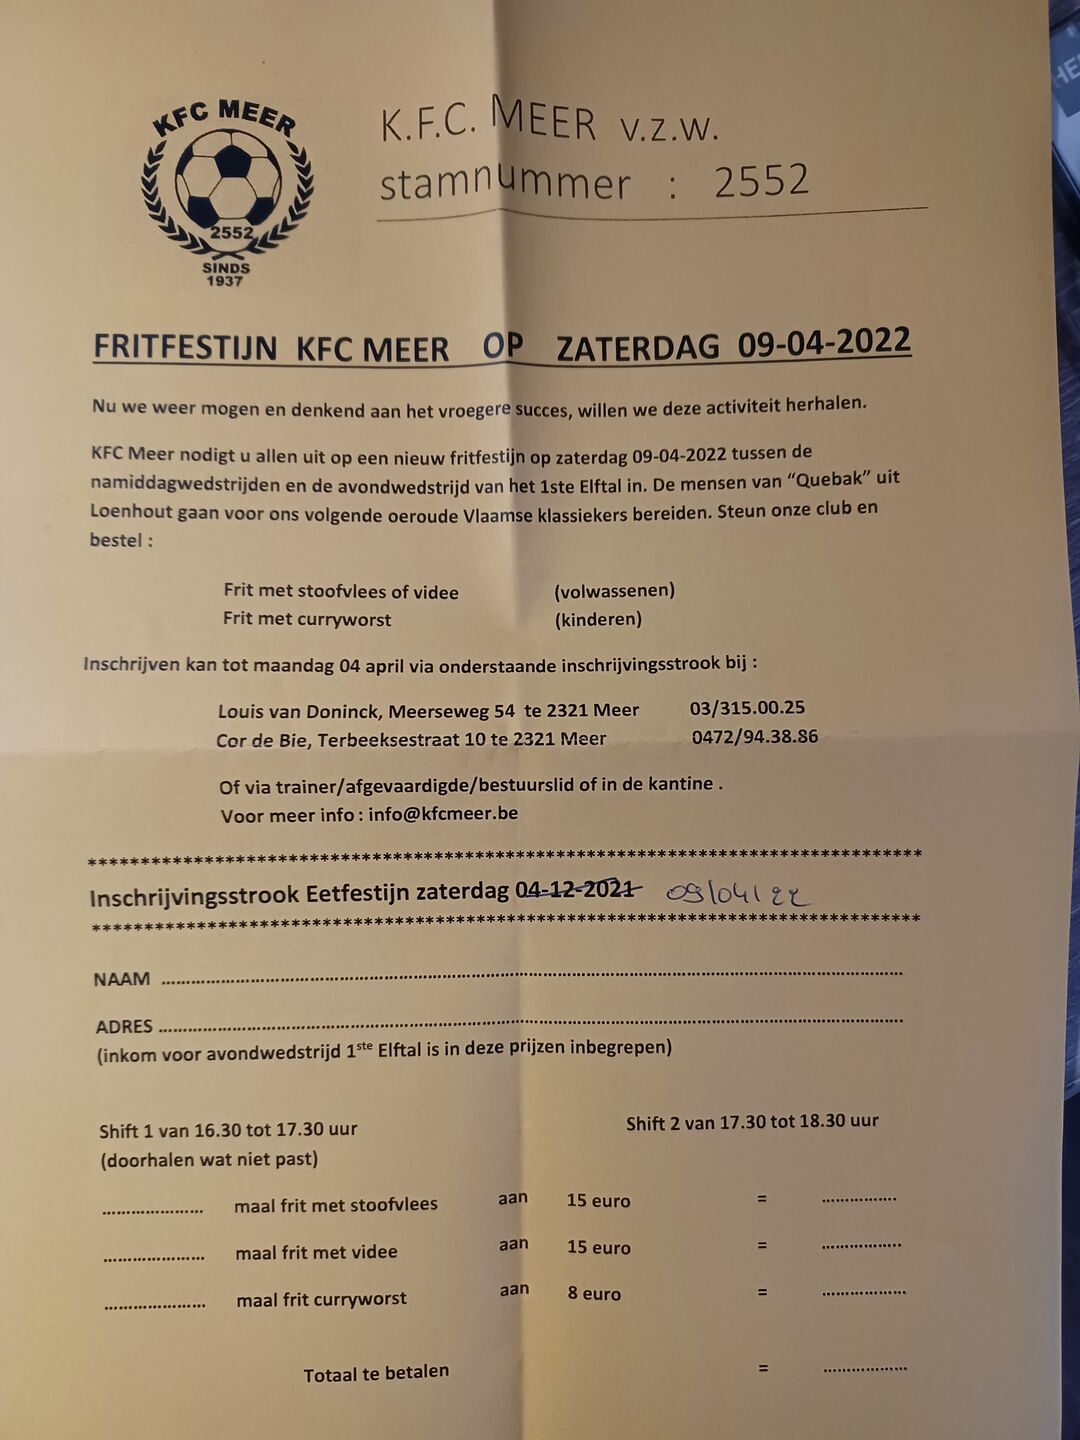 KFC MEER
2552
SINDS
1937
K.F.C. MEER v.z.w.
stamnummer : 2552
FRITFESTIJN KFC MEER OP ZATERDAG 09-04-2022
Nu we weer mogen en denkend aan het vroegere succes, willen we deze activiteit herhalen.
KFC Meer nodigt u allen uit op een nieuw fritfestijn op zaterdag 09-04-2022 tussen de
namiddagwedstrijden en de avondwedstrijd van het 1ste Elftal in. De mensen van “Quebak” uit
Loenhout gaan voor ons volgende oeroude Vlaamse klassiekers bereiden. Steun onze club en
bestel :
Frit met stoofvlees of videe (volwassenen)
Frit met curryworst (kinderen)
Inschrijven kan tot maandag 04 april via onderstaande inschrijvingsstrook bij :
Louis van Doninck, Meerseweg 54 te 2321 Meer 03/315.00.25
Cor de Bie, Terbeeksestraat 10 te 2321 Meer 0472/94.38.86
Of via trainer/afgevaardigde/bestuurslid of in de kantine .
Voor meer info : info@kfcmeer.be
********************************************************************************
Inschrijvingsstrook Eetfestijn zaterdag 04-12-2021 09/04/22
********************************************************************************
NAAM ..........................................................................
ADRES ..........................................................................
(inkom voor avondwedstrijd 1ste Elftal is in deze prijzen inbegrepen)
Shift 1 van 16.30 tot 17.30 uur Shift 2 van 17.30 tot 18.30 uur
(doorhalen wat niet past)
..................... maal frit met stoofvlees aan 15 euro = ................
..................... maal frit met videe aan 15 euro = ................
..................... maal frit curryworst aan 8 euro = ................
Totaal te betalen = ................